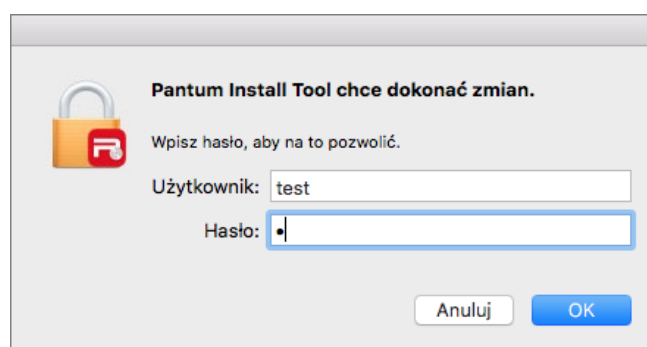 Pantum Install Tool chce dokonać zmian.
Wpisz hasło, aby na to pozwolić.
Użytkownik: test
Hasło: •
Anuluj OK